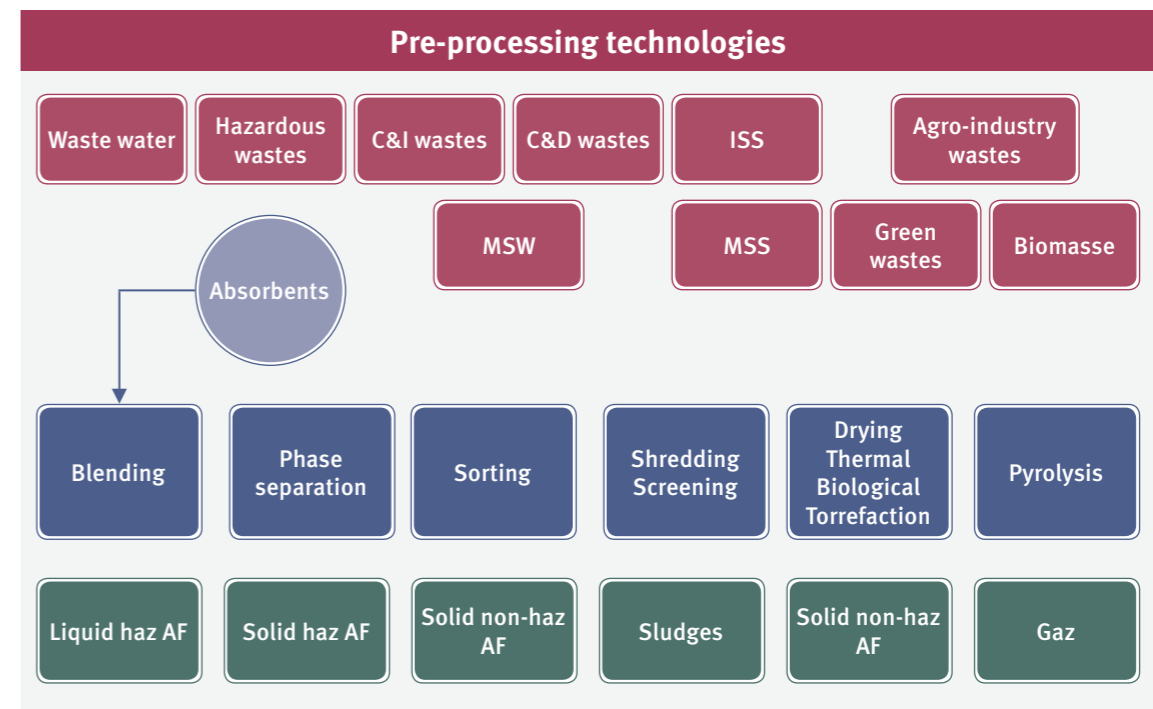 Pre-processing technologies
Waste water
Hazardous
wastes
C&I wastes
C&D wastes
ISS
Agro-industry
wastes
MSW
MSS
Green
wastes
Biomasse
Absorbents
Blending
Phase
separation
Sorting
Shredding
Screening
Drying
Thermal
Biological
Torrefaction
Pyrolysis
Liquid haz AF
Solid haz AF
Solid non-haz
AF
Sludges
Solid non-haz
AF
Gaz